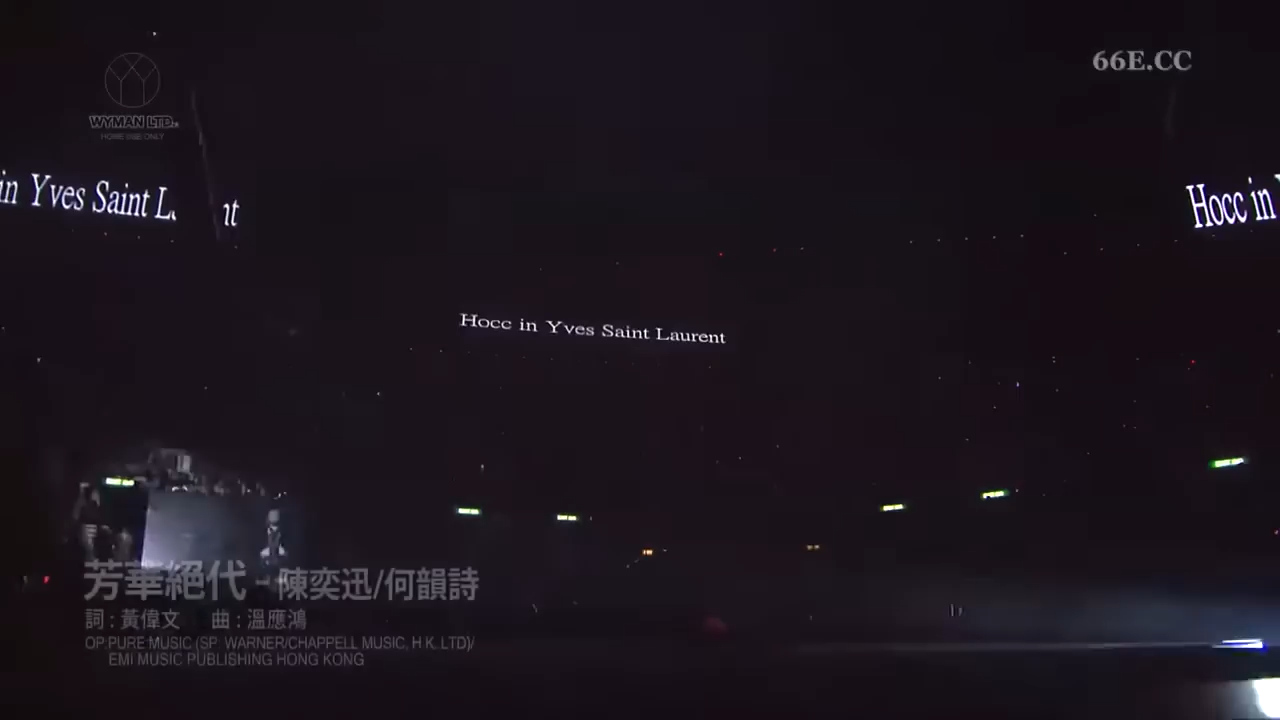 WYMAN LTD.
HOME USE ONLY
66E.CC
in Yves Saint L
nt
Hocc in
Hocc in Yves Saint Laurent
芳華絕代 - 陳奕迅/何韻詩
詞 : 黃偉文 曲 : 溫應鴻
OP:PURE MUSIC (SP: WARNER/CHAPPELL MUSIC, H.K. LTD)/
EMI MUSIC PUBLISHING HONG KONG